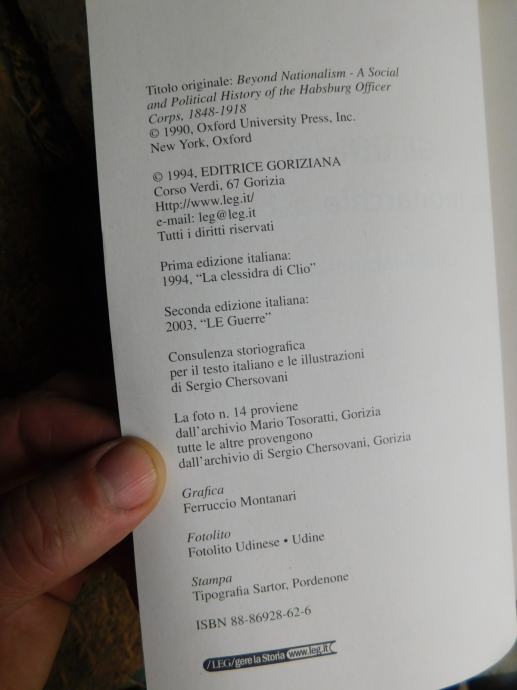 Titolo originale: Beyond Nationalism - A Social
and Political History of the Habsburg Officer
Corps, 1848-1918
© 1990, Oxford University Press, Inc.
New York, Oxford
© 1994, EDITRICE GORIZIANA
Corso Verdi, 67 Gorizia
Http://www.leg.it/
e-mail: leg@leg.it
Tutti i diritti riservati
Prima edizione italiana:
1994, “La clessidra di Clio”
Seconda edizione italiana:
2003, “LE Guerre”
Consulenza storiografica
per il testo italiano e le illustrazioni
di Sergio Chersovani
La foto n. 14 proviene
dall'archivio Mario Tosoratti, Gorizia
tutte le altre provengono
dall'archivio di Sergio Chersovani, Gorizia
Grafica
Ferruccio Montanari
Fotolito
Fotolito Udinese • Udine
Stampa
Tipografia Sartor, Pordenone
ISBN 88-86928-62-6
/LEG/gere la Storia www.leg.it